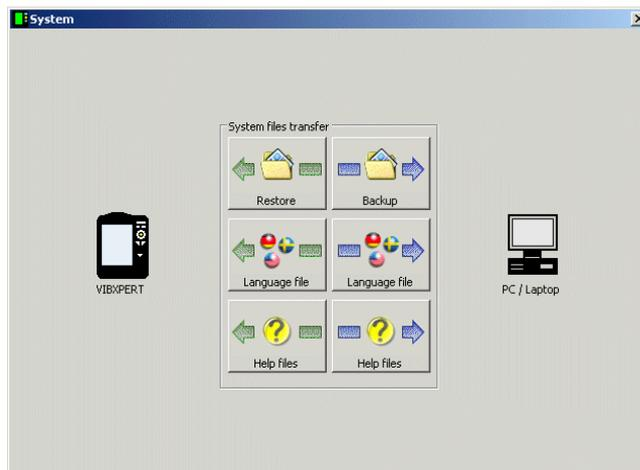 System
System files transfer
Restore
Backup
Language file
Language file
VIBXPERT
PC / Laptop
Help files
Help files